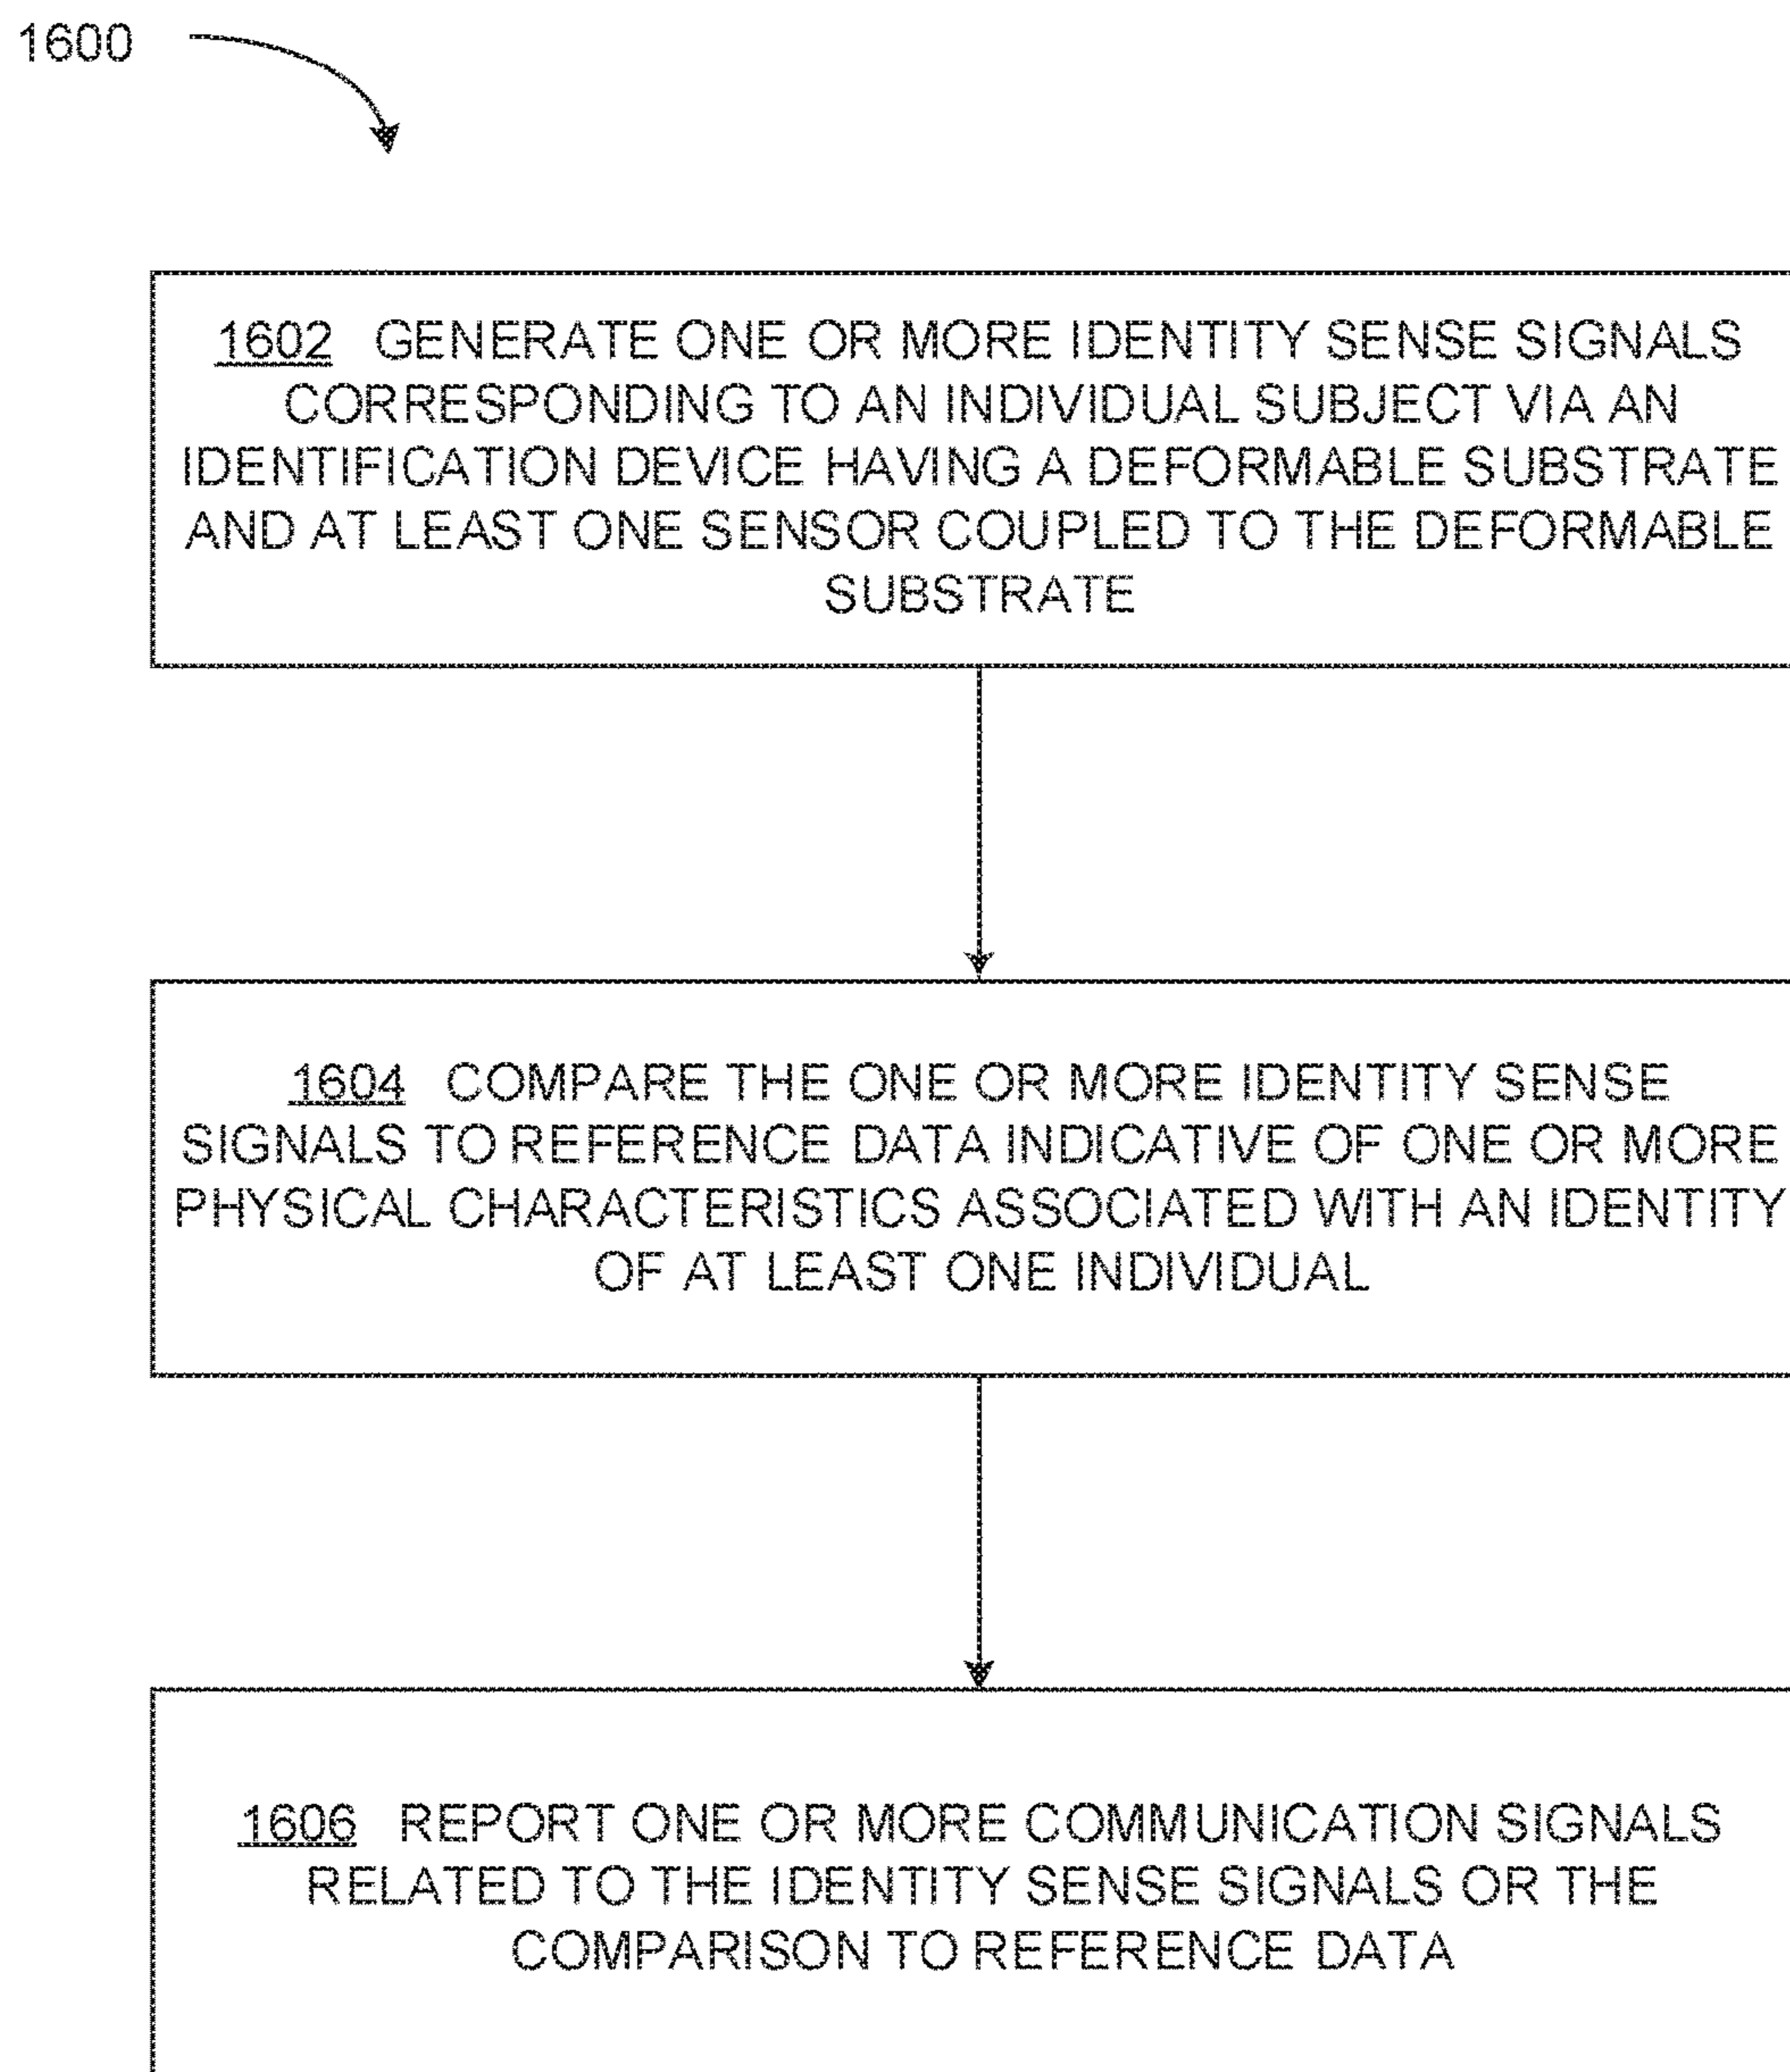 1600
1602 GENERATE ONE OR MORE IDENTITY SENSE SIGNALS
CORRESPONDING TO AN INDIVIDUAL SUBJECT VIA AN
IDENTIFICATION DEVICE HAVING A DEFORMABLE SUBSTRATE
AND AT LEAST ONE SENSOR COUPLED TO THE DEFORMABLE
SUBSTRATE
1604 COMPARE THE ONE OR MORE IDENTITY SENSE
SIGNALS TO REFERENCE DATA INDICATIVE OF ONE OR MORE
PHYSICAL CHARACTERISTICS ASSOCIATED WITH AN IDENTITY
OF AT LEAST ONE INDIVIDUAL
1606 REPORT ONE OR MORE COMMUNICATION SIGNALS
RELATED TO THE IDENTITY SENSE SIGNALS OR THE
COMPARISON TO REFERENCE DATA